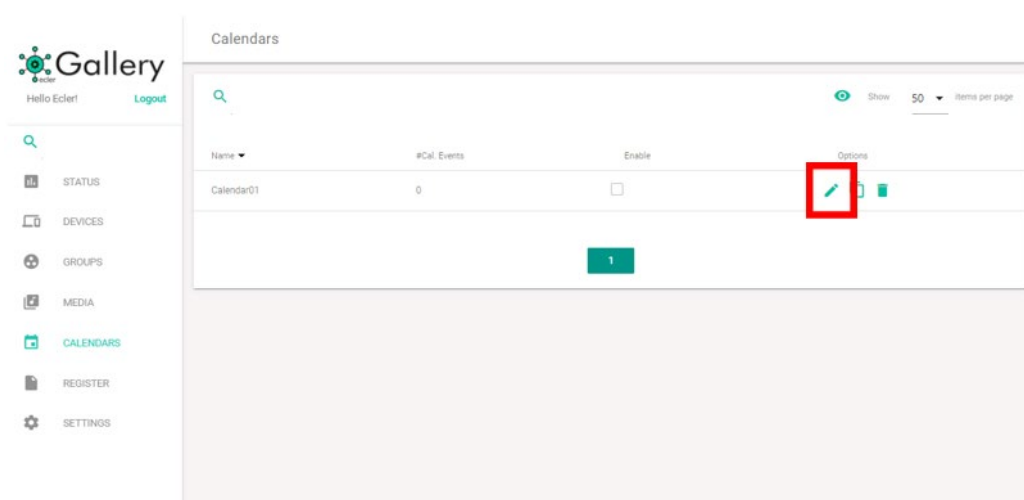 Gallery
ecler
Hello Ecler! Logout
STATUS
DEVICES
GROUPS
MEDIA
CALENDARS
REGISTER
SETTINGS
Calendars
Show 50 items per page
Name #Cal. Events Enable Options
Calendar01 0
1